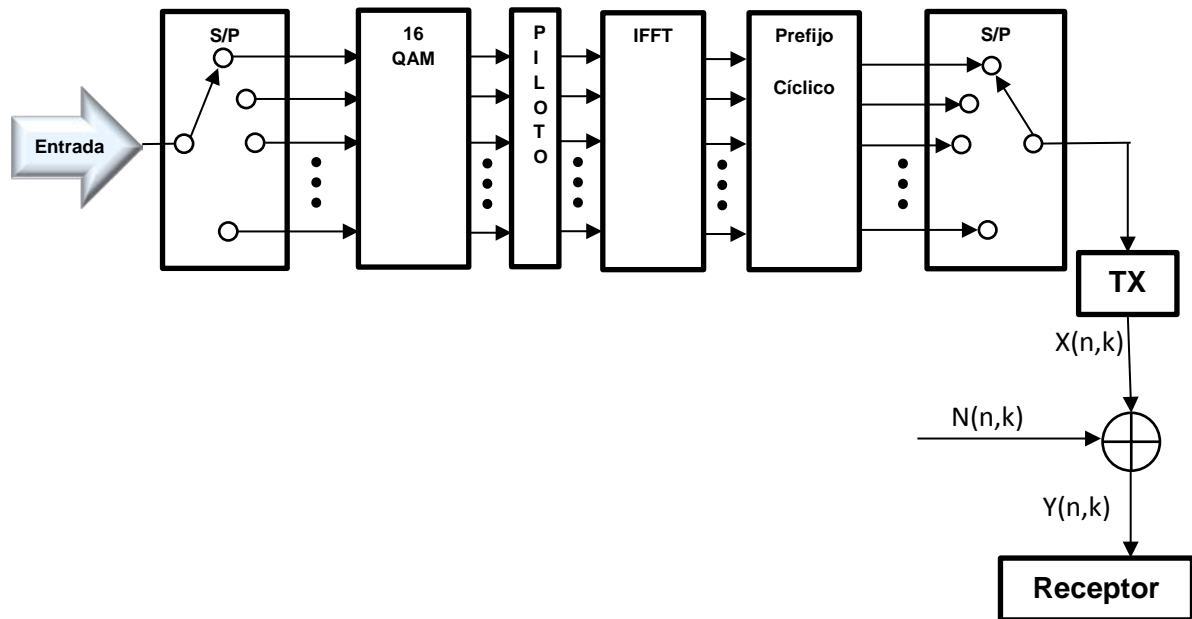 Entrada
S/P
16
QAM
P
I
L
O
T
O
IFFT
Prefijo
Cíclico
S/P
TX
X(n,k)
N(n,k)
Y(n,k)
Receptor